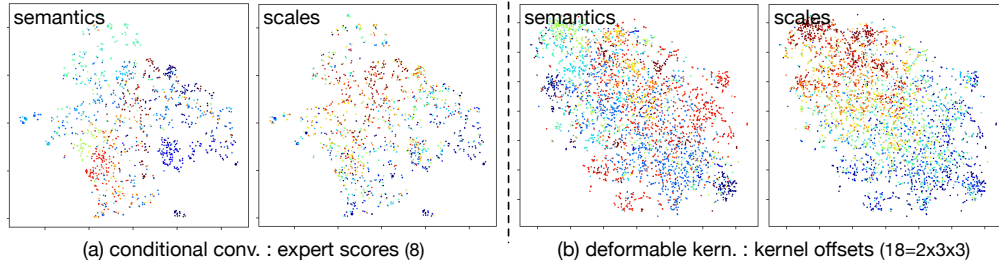 semantics
scales
semantics
scales
(a) conditional conv. : expert scores (8)
(b) deformable kern. : kernel offsets (18=2x3x3)